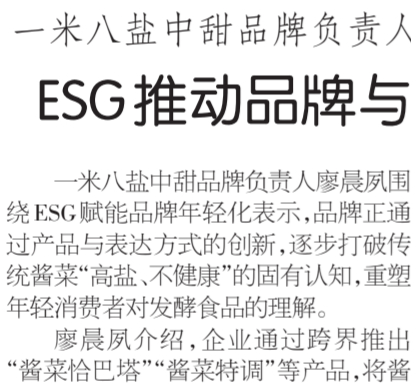 一米八盐中甜品牌负责人
ESG推动品牌与
一米八盐中甜品牌负责人廖晨夙围
绕ESG赋能品牌年轻化表示,品牌正通
过产品与表达方式的创新,逐步打破传
统酱菜“高盐、不健康”的固有认知,重塑
年轻消费者对发酵食品的理解。
廖晨夙介绍,企业通过跨界推出
“酱菜恰巴塔”“酱菜特调”等产品,将酱